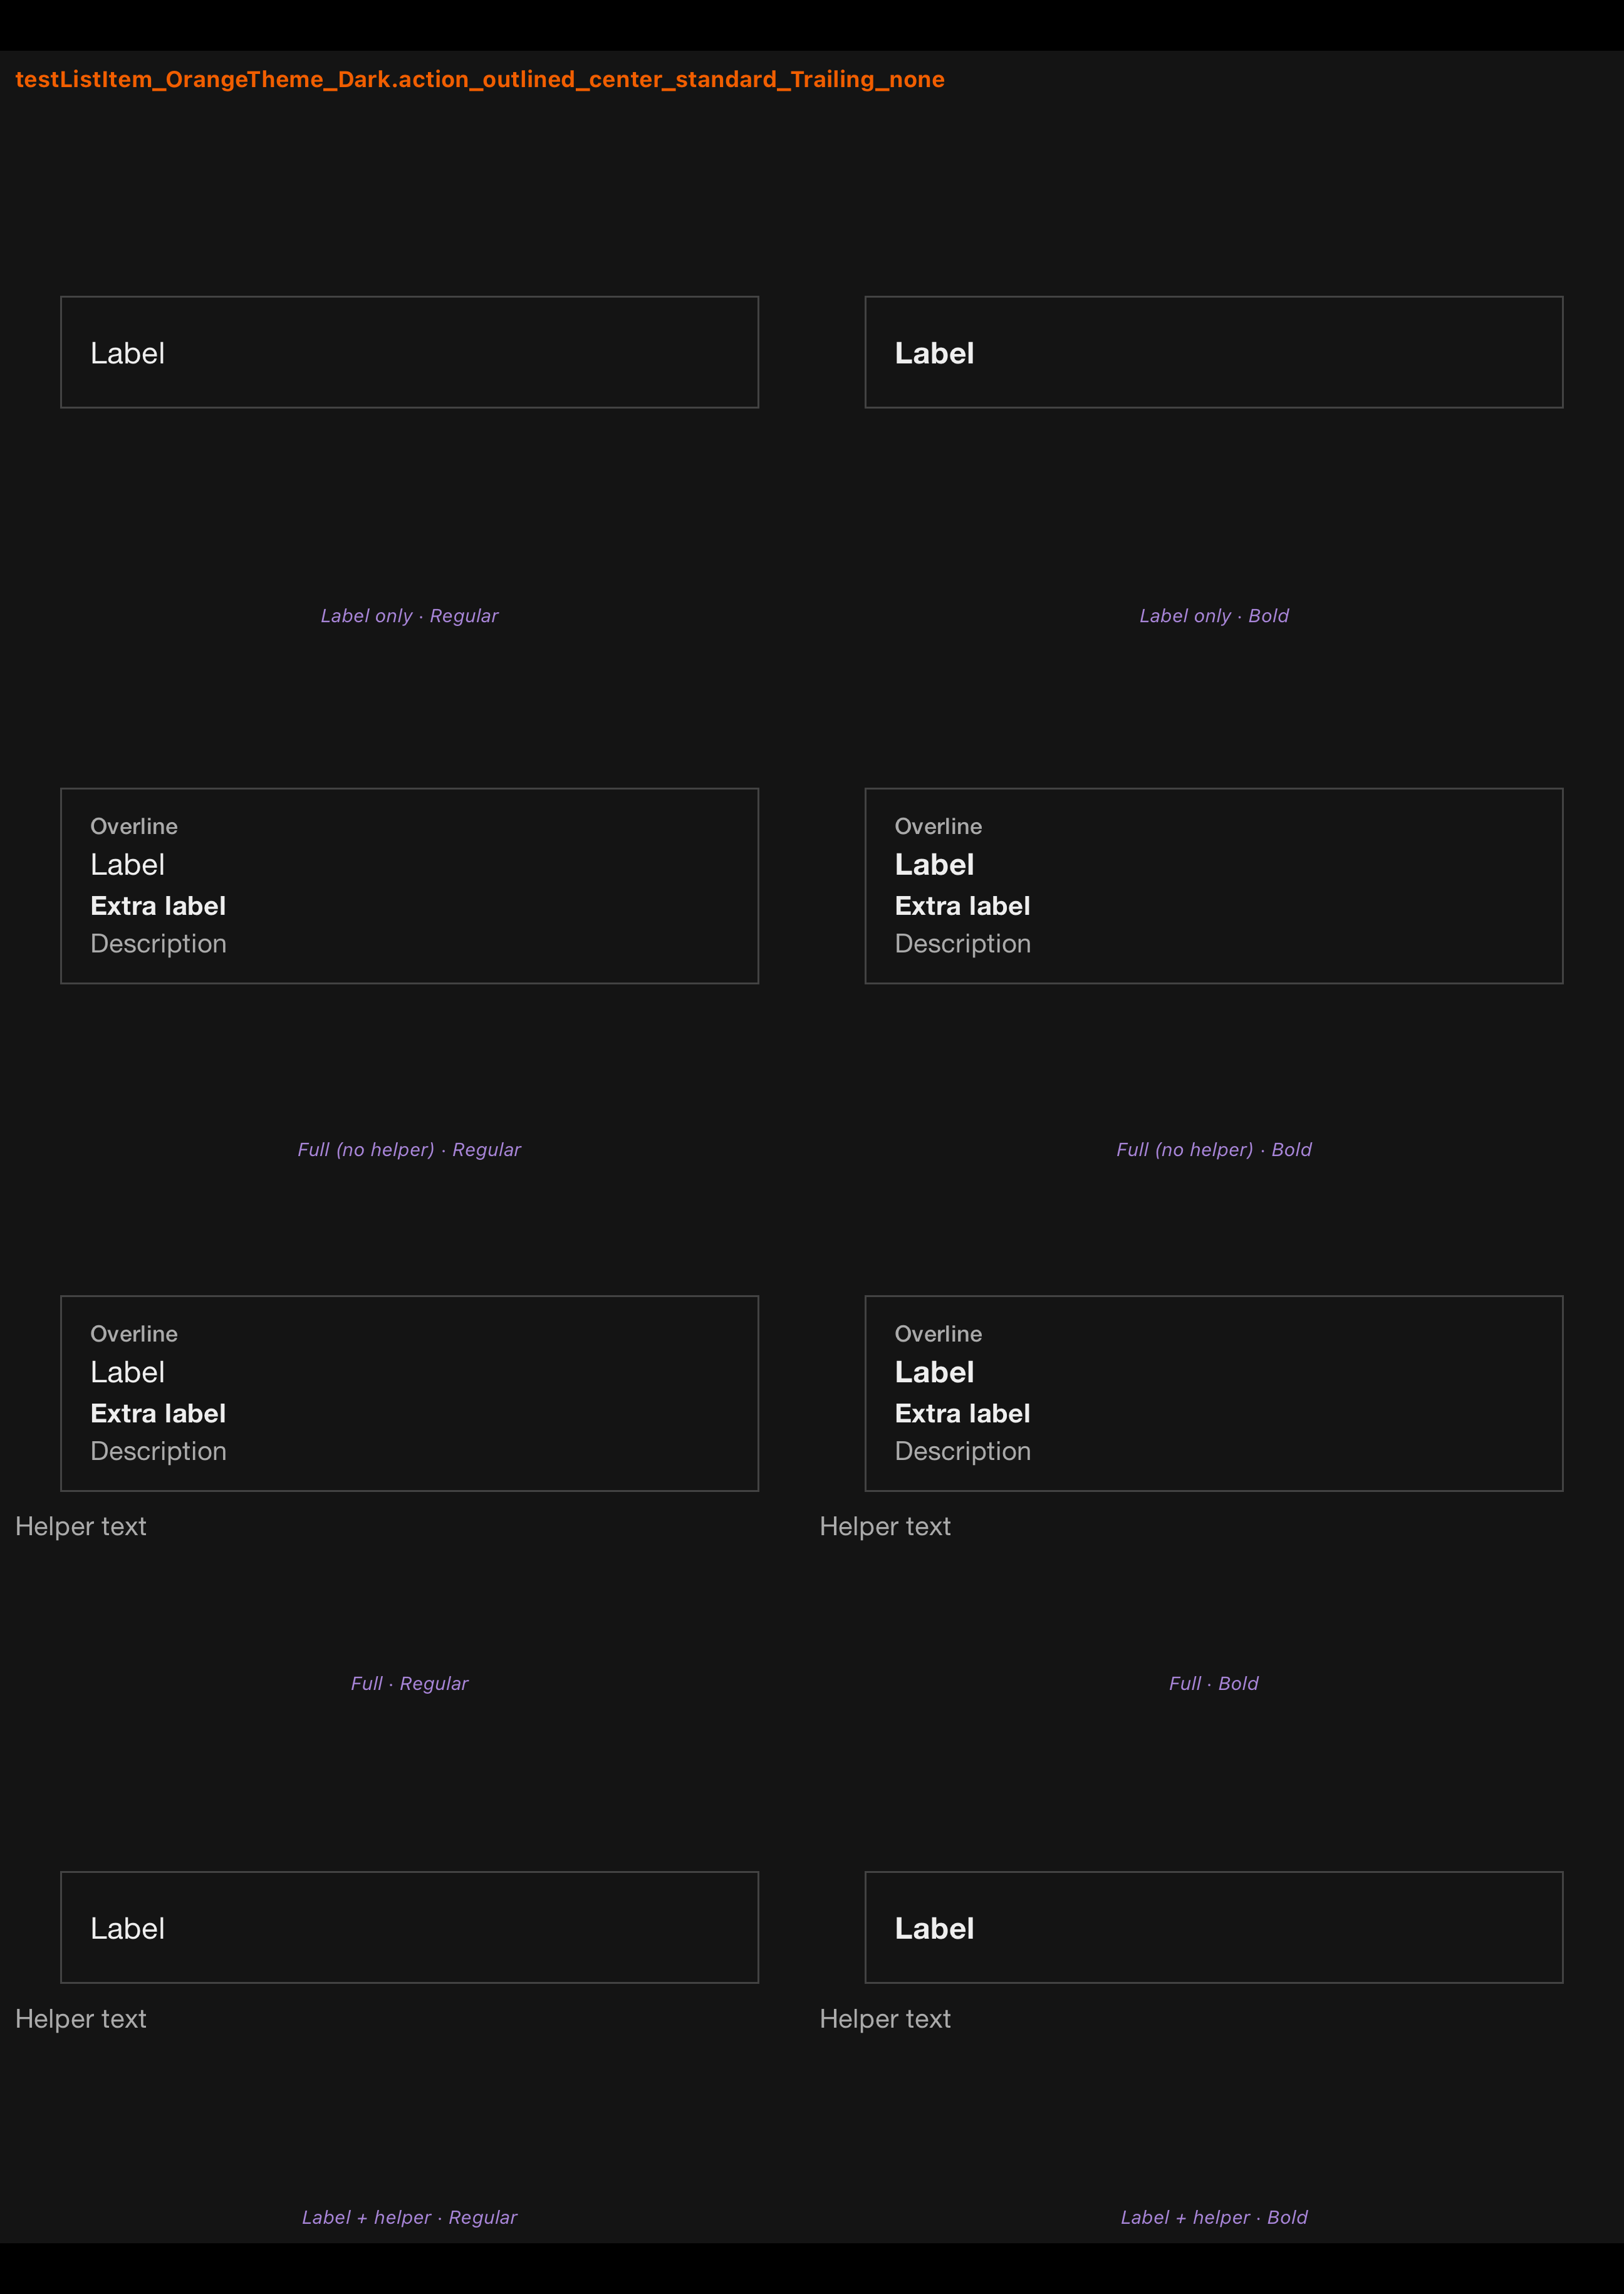 testListItem_OrangeTheme_Dark.action_outlined_center_standard_Trailing_none
Label
Label
Label only · Regular
Label only · Bold
Overline
Label
Extra label
Description
Overline
Label
Extra label
Description
Full (no helper) · Regular
Full (no helper) · Bold
Overline
Label
Extra label
Description
Helper text
Overline
Label
Extra label
Description
Helper text
Full · Regular
Full · Bold
Label
Helper text
Label
Helper text
Label + helper · Regular
Label + helper · Bold